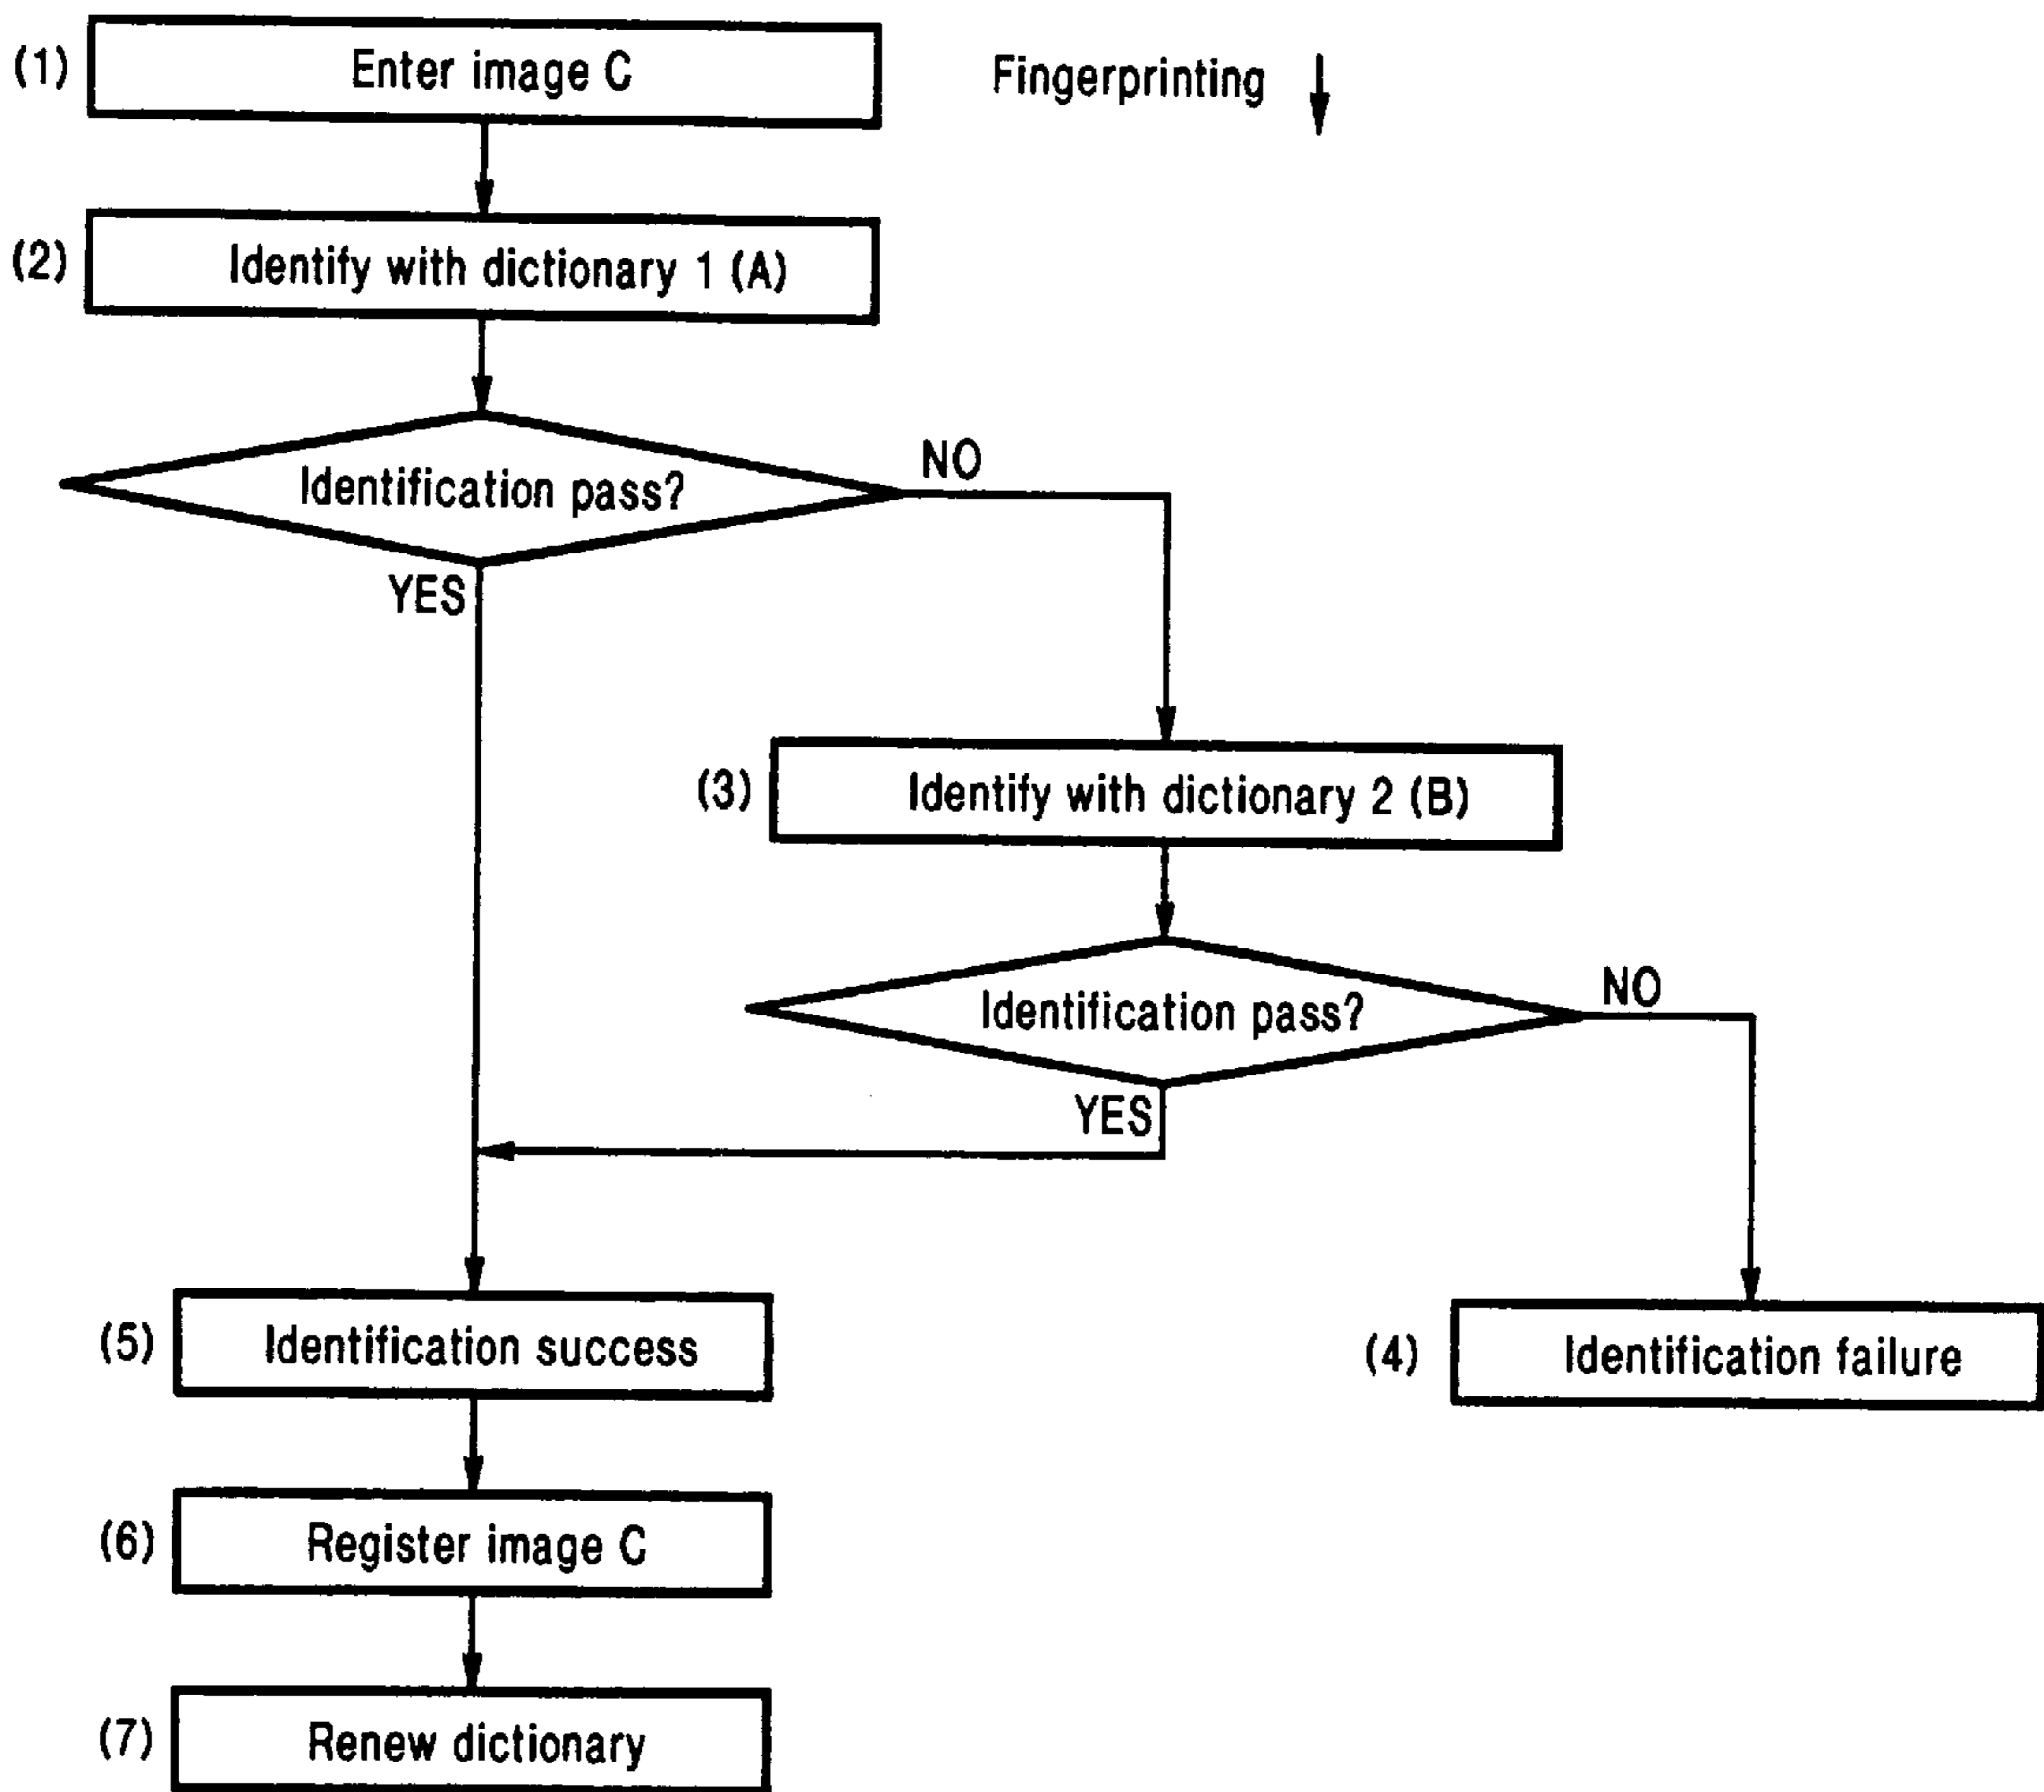 (1) Enter image C
Fingerprinting
(2) Identify with dictionary 1 (A)
Identification pass?
NO
YES
(3) Identify with dictionary 2 (B)
Identification pass?
NO
YES
(5) Identification success
(4) Identification failure
(6) Register image C
(7) Renew dictionary